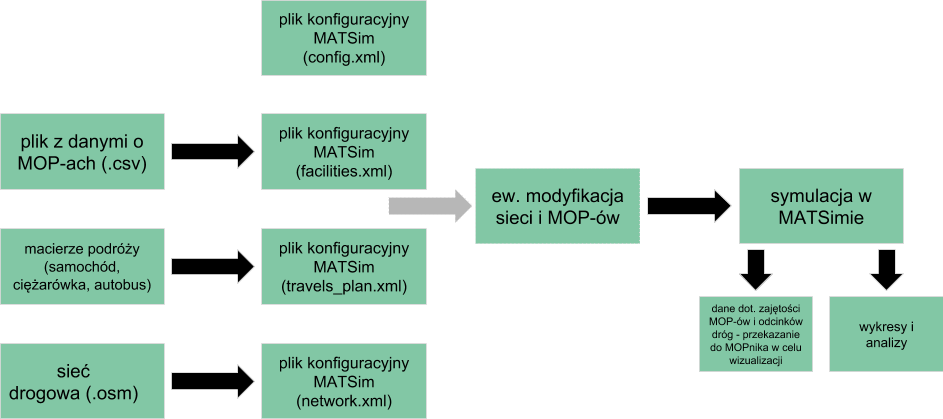 plik konfiguracyjny
MATSim
(config.xml)
plik z danymi o
MOP-ach (.csv)
plik konfiguracyjny
MATSim
(facilities.xml)
macierze podróży
(samochód,
ciężarówka, autobus)
plik konfiguracyjny
MATSim
(travels_plan.xml)
sieć
drogowa (.osm)
plik konfiguracyjny
MATSim
(network.xml)
ew. modyfikacja
sieci i MOP-ów
symulacja w
MATSimie
dane dot. zajętości
MOP-ów i odcinków
dróg - przekazanie
do MOPnika w celu
wizualizacji
wykresy i
analizy